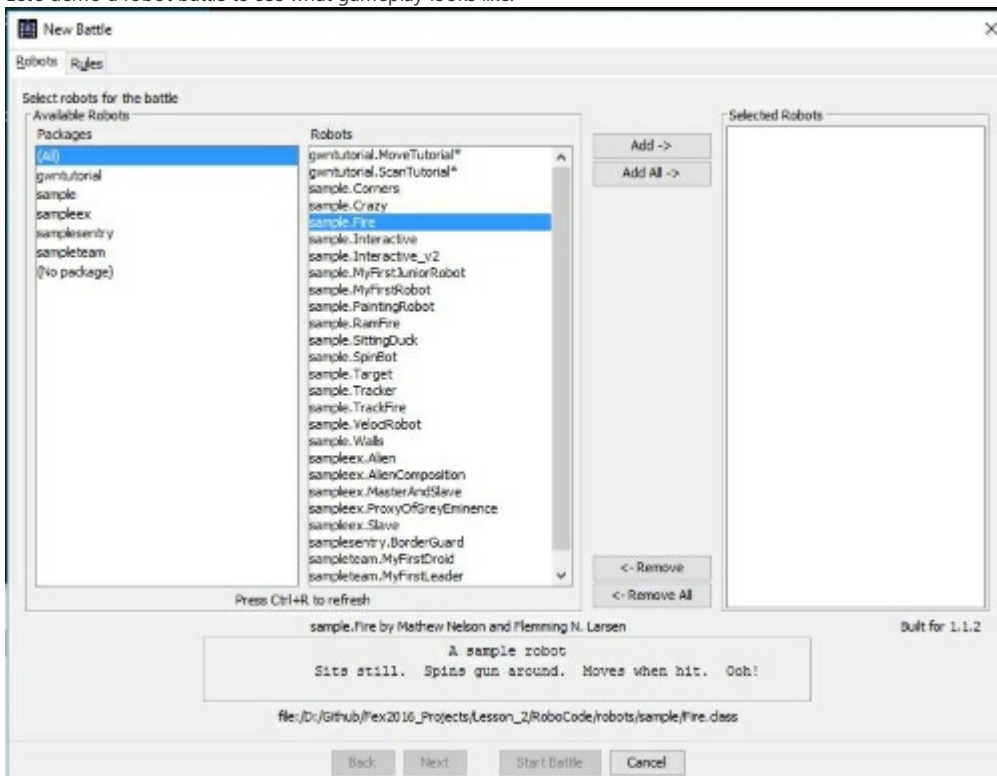 Lets demo a robot battle to see what gameplay looks like.
New Battle
Robots Rules
Select robots for the battle
Available Robots
Packages
(All)
gwntutorial
sample
sampleex
samplesentry
sampleteam
(No package)
Robots
gwntutorial.MoveTutorial*
gwntutorial.ScanTutorial*
sample.Corners
sample.Crazy
sample.Fire
sample.Interactive
sample.Interactive_v2
sample.MyFirstJuniorRobot
sample.MyFirstRobot
sample.PaintingRobot
sample.RamFire
sample.SittingDuck
sample.SpinBot
sample.Target
sample.Tracker
sample.TrackFire
sample.VelociRobot
sample.Walls
sampleex.Alien
sampleex.AlienComposition
sampleex.MasterAndSlave
sampleex.ProxyOfGreyEminence
sampleex.Slave
samplesentry.BorderGuard
sampleteam.MyFirstDroid
sampleteam.MyFirstLeader
Add ->
Add All ->
<- Remove
<- Remove All
Selected Robots
Press Ctrl+R to refresh
sample.Fire by Mathew Nelson and Flemming N. Larsen
Built for 1.1.2
A sample robot
Sits still. Spins gun around. Moves when hit. Ooh!
file:/D:/Github/Fex2016_Projects/Lesson_2/RoboCode/robots/sample/Fire.class
Back Next Start Battle Cancel